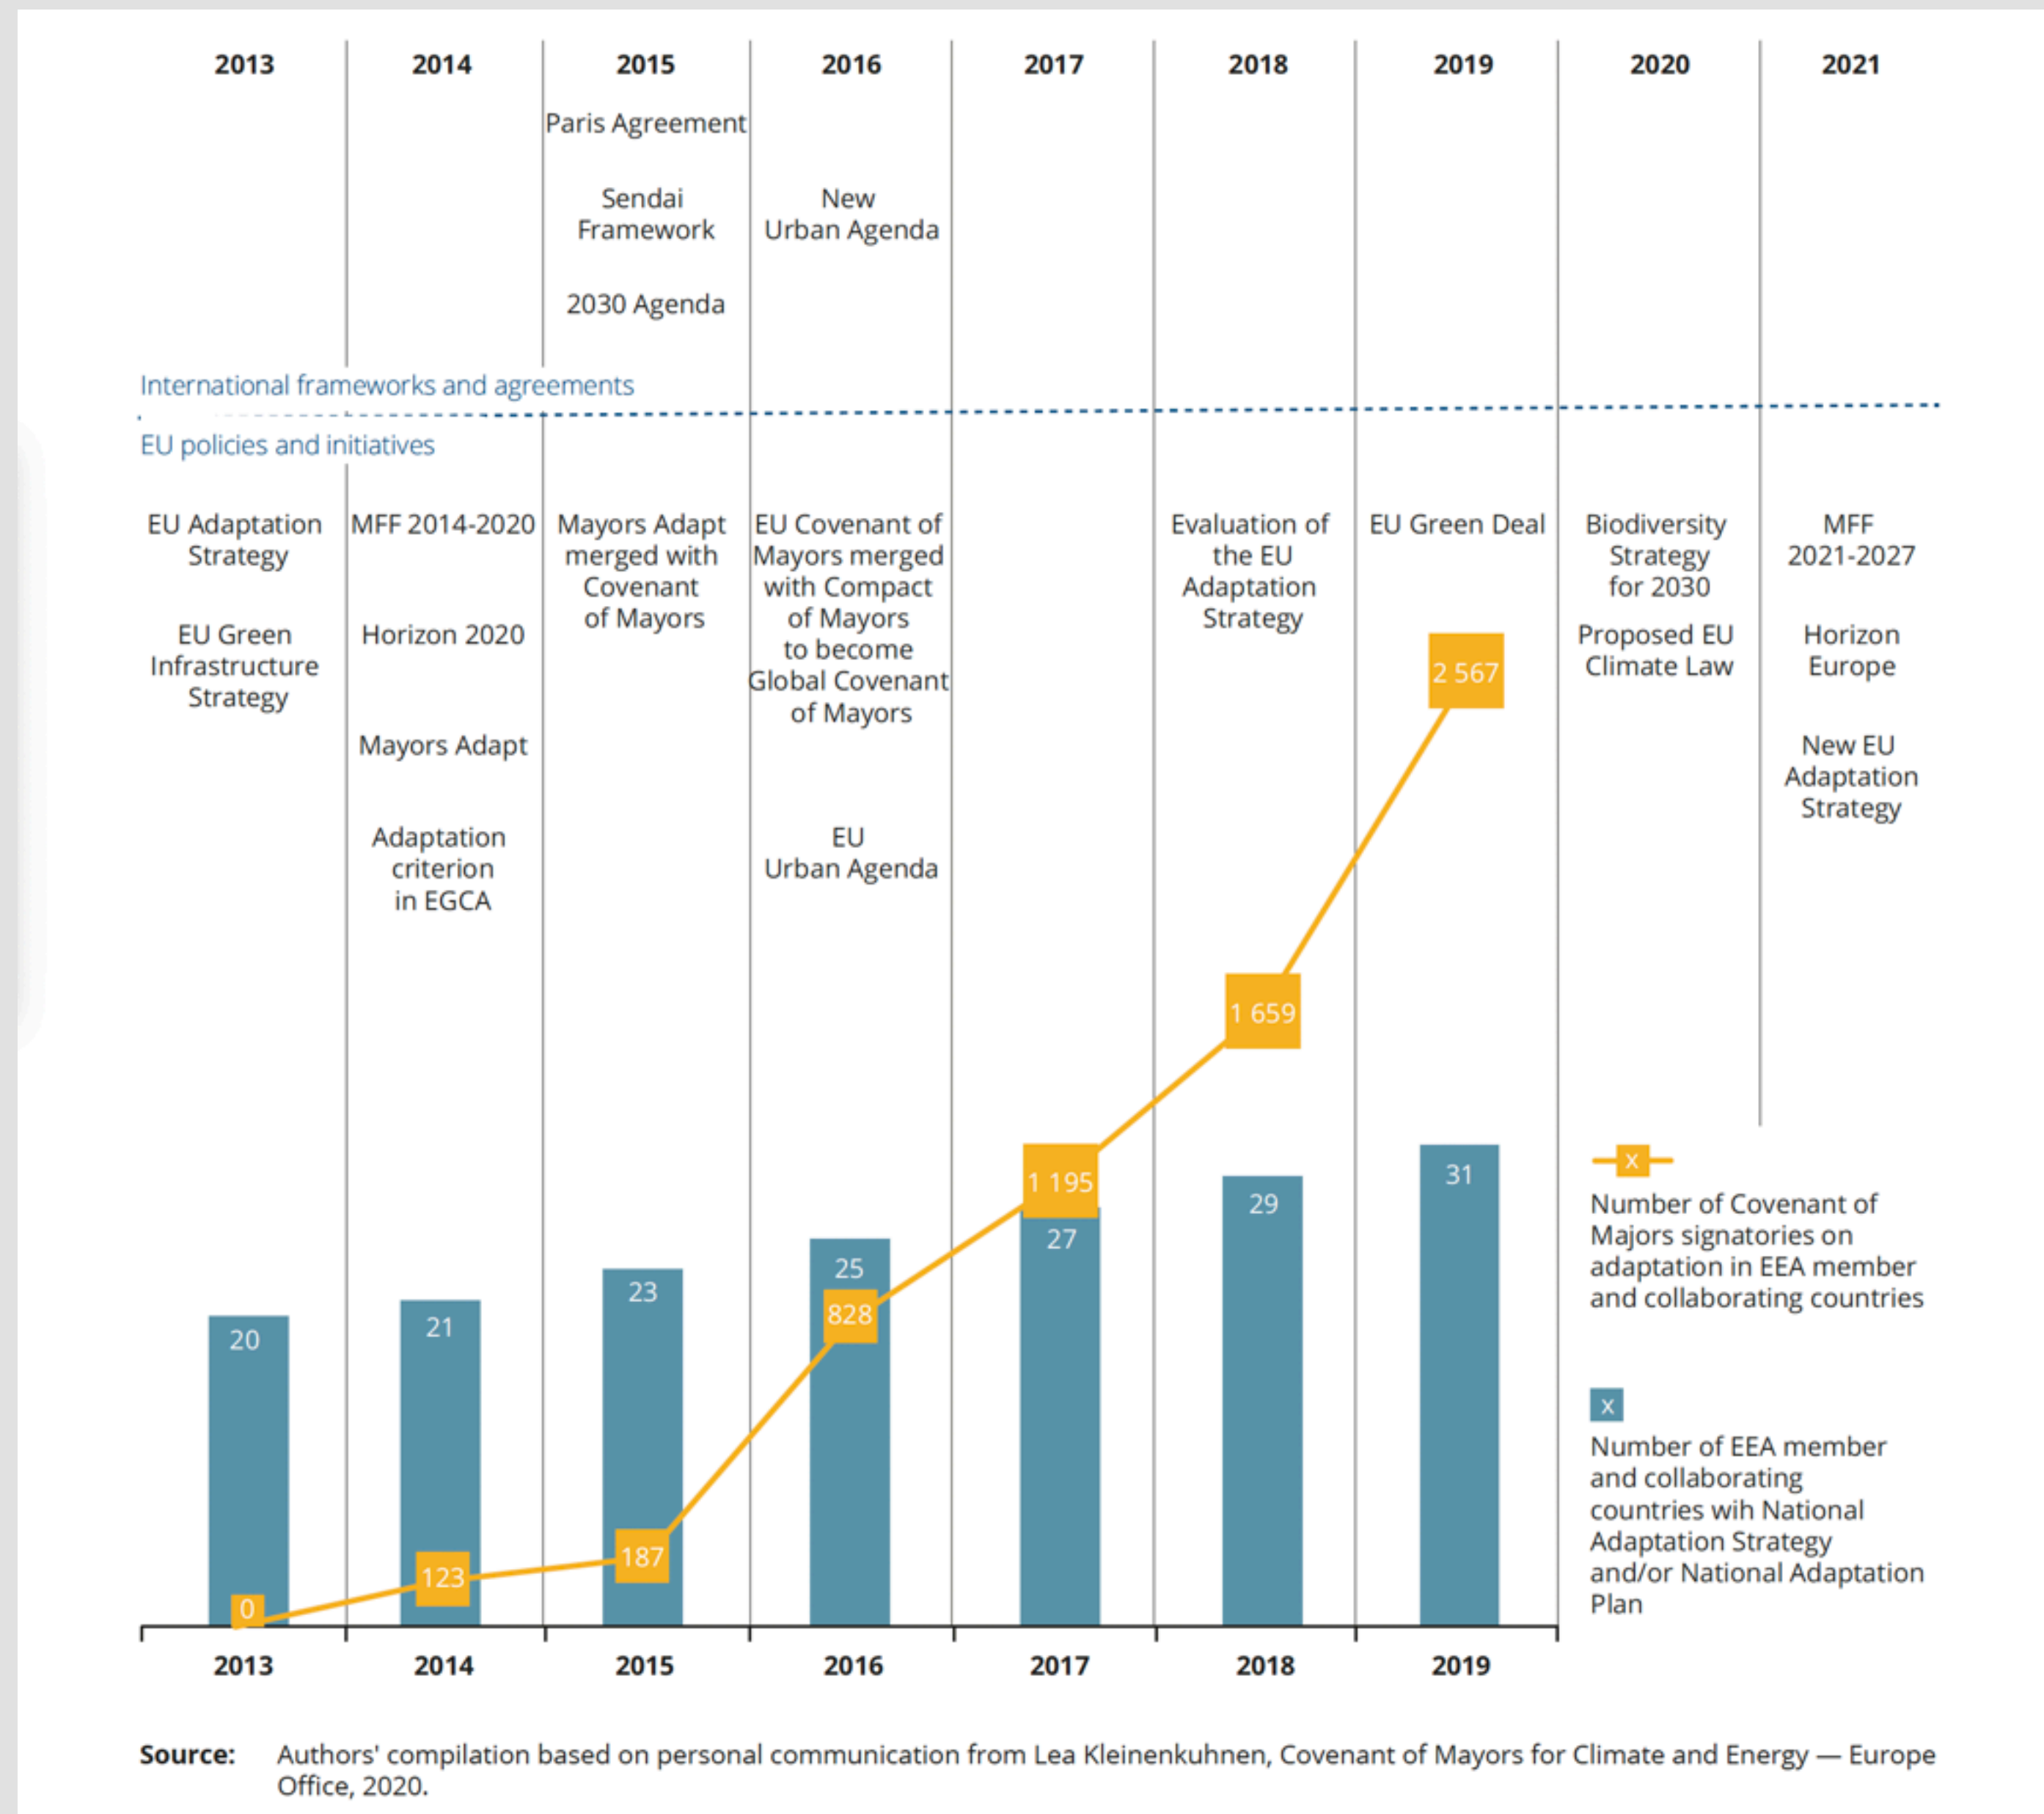 2013 2014 2015 2016 2017 2018 2019 2020 2021
Paris Agreement
Sendai
Framework
2030 Agenda
New
Urban Agenda
International frameworks and agreements
EU policies and initiatives
EU Adaptation
Strategy
EU Green
Infrastructure
Strategy
MFF 2014-2020
Horizon 2020
Mayors Adapt
Adaptation
criterion
in EGCA
Mayors Adapt
merged with
Covenant
of Mayors
EU Covenant of
Mayors merged
with Compact
of Mayors
to become
Global Covenant
of Mayors
EU
Urban Agenda
Evaluation of
the EU
Adaptation
Strategy
EU Green Deal
Biodiversity
Strategy
for 2030
Proposed EU
Climate Law
MFF
2021-2027
Horizon
Europe
New EU
Adaptation
Strategy
2 567
1 659
1 195
828
187
123
0
20
21
23
25
27
29
31
x
Number of Covenant of
Majors signatories on
adaptation in EEA member
and collaborating countries
x
Number of EEA member
and collaborating
countries wih National
Adaptation Strategy
and/or National Adaptation
Plan
2013 2014 2015 2016 2017 2018 2019
Source: Authors' compilation based on personal communication from Lea Kleinenkuhnen, Covenant of Mayors for Climate and Energy — Europe
Office, 2020.